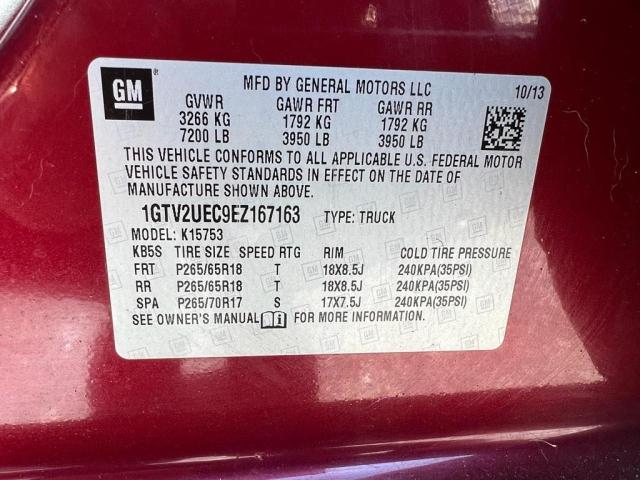 GM ® MFD BY GENERAL MOTORS LLC 10/13
GVWR GAWR FRT GAWR RR
3266 KG 1792 KG 1792 KG
7200 LB 3950 LB 3950 LB
THIS VEHICLE CONFORMS TO ALL APPLICABLE U.S. FEDERAL MOTOR
VEHICLE SAFETY STANDARDS IN EFFECT ON THE DATE OF
MANUFACTURE SHOWN ABOVE.
1GTV2UEC9EZ167163 TYPE: TRUCK
MODEL: K15753
KB5S TIRE SIZE SPEED RTG RIM COLD TIRE PRESSURE
FRT P265/65R18 T 18X8.5J 240KPA(35PSI)
RR P265/65R18 T 18X8.5J 240KPA(35PSI)
SPA P265/70R17 S 17X7.5J 240KPA(35PSI)
SEE OWNER'S MANUAL FOR MORE INFORMATION.